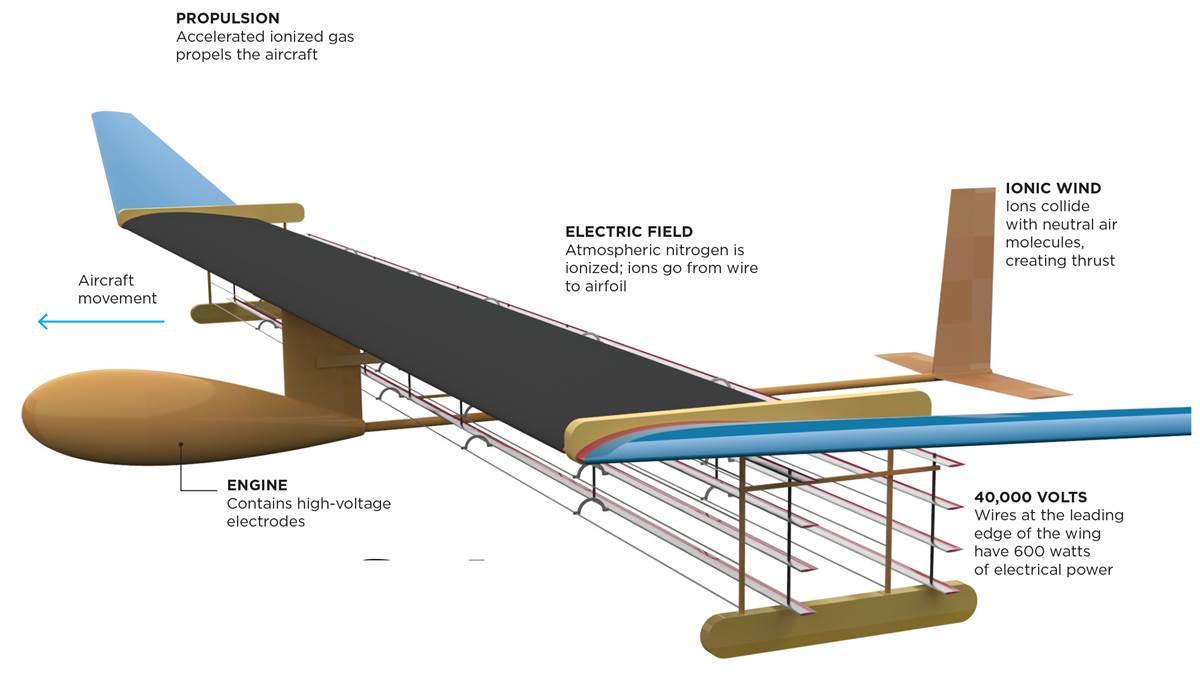 PROPULSION
Accelerated ionized gas
propels the aircraft
IONIC WIND
Ions collide
with neutral air
molecules,
creating thrust
ELECTRIC FIELD
Atmospheric nitrogen is
ionized; ions go from wire
to airfoil
Aircraft
movement
ENGINE
Contains high-voltage
electrodes
40,000 VOLTS
Wires at the leading
edge of the wing
have 600 watts
of electrical power